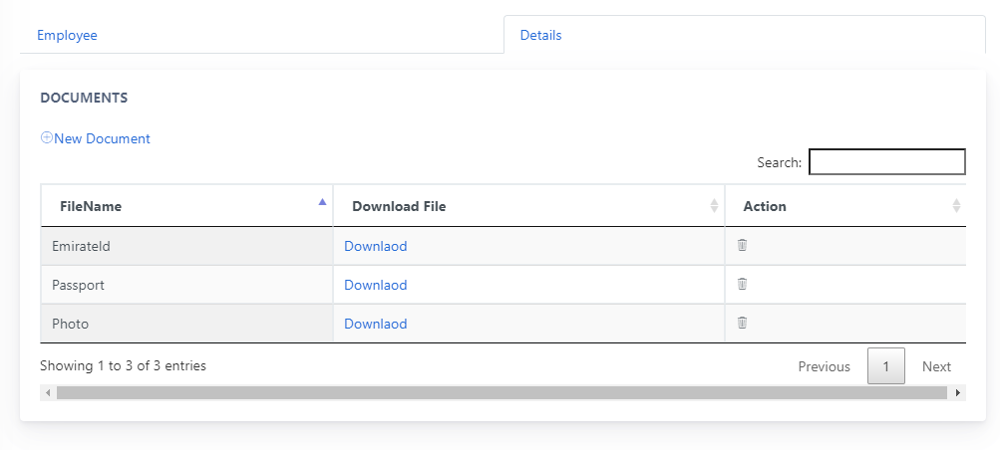 Employee Details
DOCUMENTS
New Document
Search:
FileName Download File Action
EmirateId Downlaod
Passport Downlaod
Photo Downlaod
Showing 1 to 3 of 3 entries Previous 1 Next